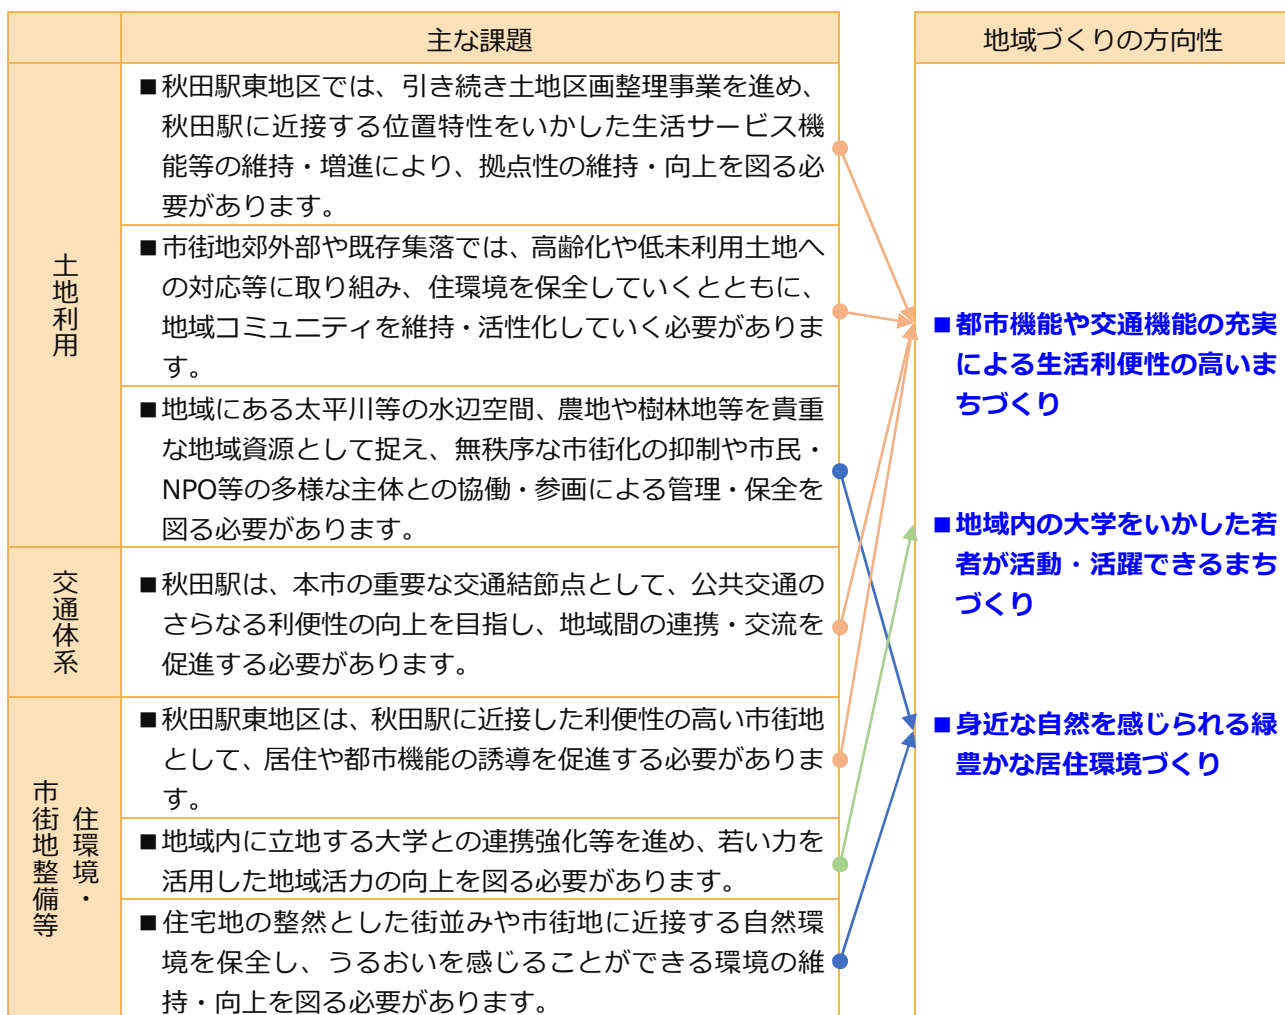 主な課題
土地利用
■秋田駅東地区では、引き続き土地区画整理事業を進め、
秋田駅に近接する位置特性をいかした生活サービス機
能等の維持・増進により、拠点性の維持・向上を図る必
要があります。
■市街地郊外部や既存集落では、高齢化や低未利用土地へ
の対応等に取り組み、住環境を保全していくとともに、
地域コミュニティを維持・活性化していく必要がありま
す。
■地域にある太平川等の水辺空間、農地や樹林地等を貴重
な地域資源として捉え、無秩序な市街化の抑制や市民・
NPO等の多様な主体との協働・参画による管理・保全を
図る必要があります。
交通体系
■秋田駅は、本市の重要な交通結節点として、公共交通の
さらなる利便性の向上を目指し、地域間の連携・交流を
促進する必要があります。
住環境・
市街地整備等
■秋田駅東地区は、秋田駅に近接した利便性の高い市街地
として、居住や都市機能の誘導を促進する必要がありま
す。
■地域内に立地する大学との連携強化等を進め、若い力を
活用した地域活力の向上を図る必要があります。
■住宅地の整然とした街並みや市街地に近接する自然環
境を保全し、うるおいを感じることができる環境の維
持・向上を図る必要があります。
地域づくりの方向性
■都市機能や交通機能の充実
による生活利便性の高いま
ちづくり
■地域内の大学をいかした若
者が活動・活躍できるまち
づくり
■身近な自然を感じられる緑
豊かな居住環境づくり